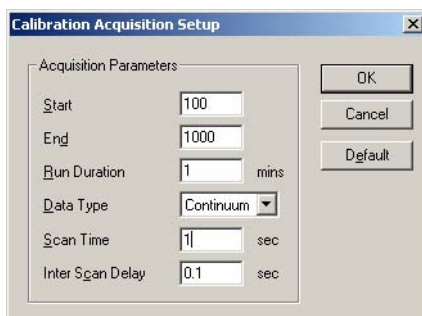 Calibration Acquisition Setup
Acquisition Parameters
Start 100
End 1000
Run Duration 1 mins
Data Type Continuum
Scan Time 1 sec
Inter Scan Delay 0.1 sec
OK
Cancel
Default